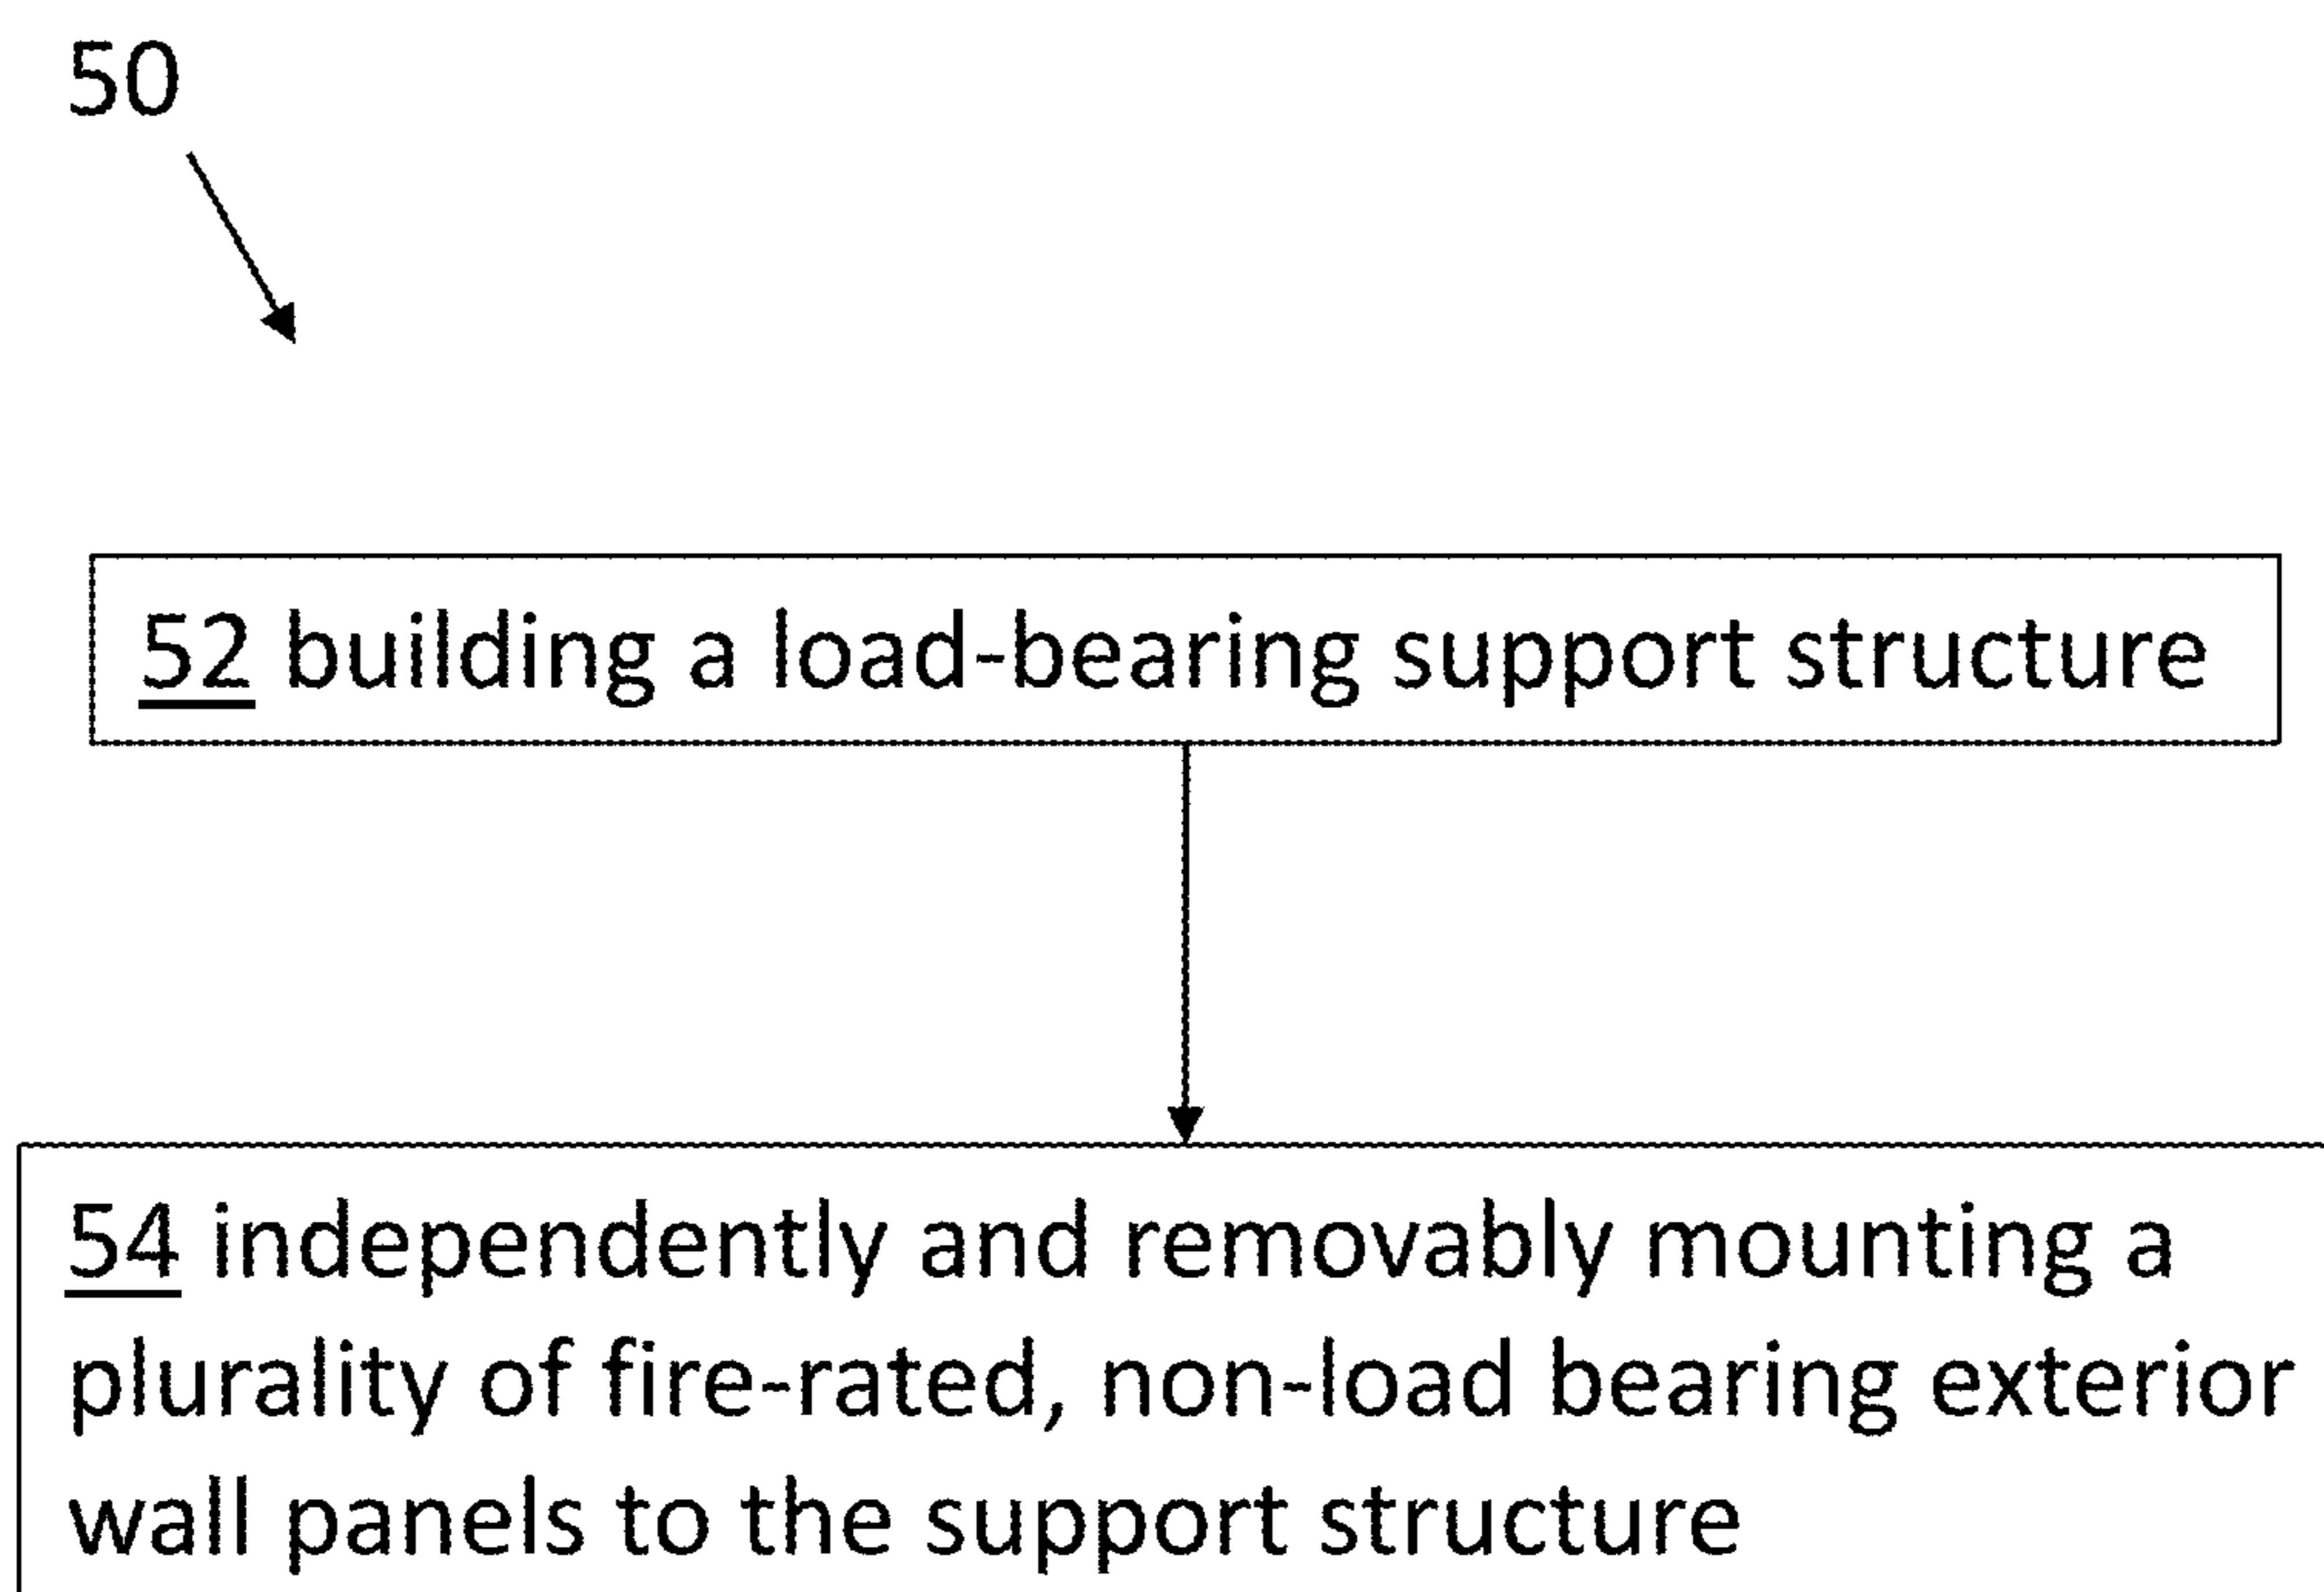 50
52 building a load-bearing support structure
54 independently and removably mounting a
plurality of fire-rated, non-load bearing exterior
wall panels to the support structure